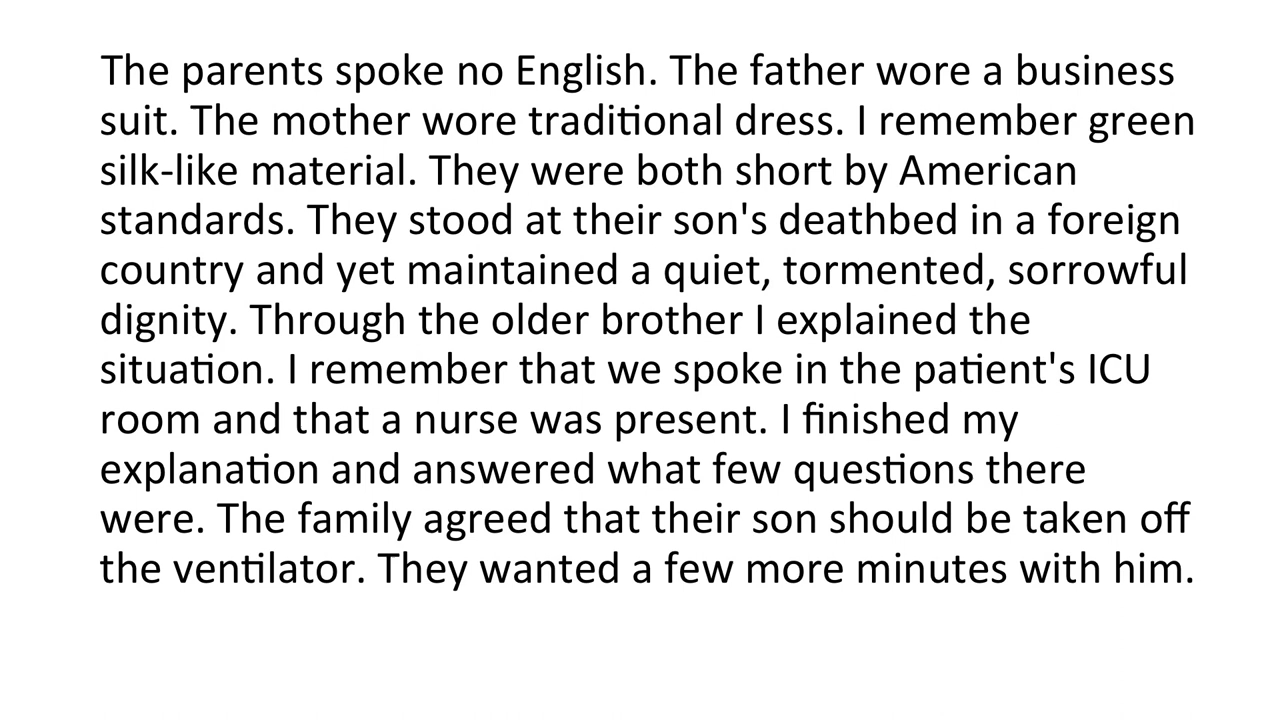 The parents spoke no English. The father wore a business
suit. The mother wore traditional dress. I remember green
silk-like material. They were both short by American
standards. They stood at their son's deathbed in a foreign
country and yet maintained a quiet, tormented, sorrowful
dignity. Through the older brother I explained the
situation. I remember that we spoke in the patient's ICU
room and that a nurse was present. I finished my
explanation and answered what few questions there
were. The family agreed that their son should be taken off
the ventilator. They wanted a few more minutes with him.